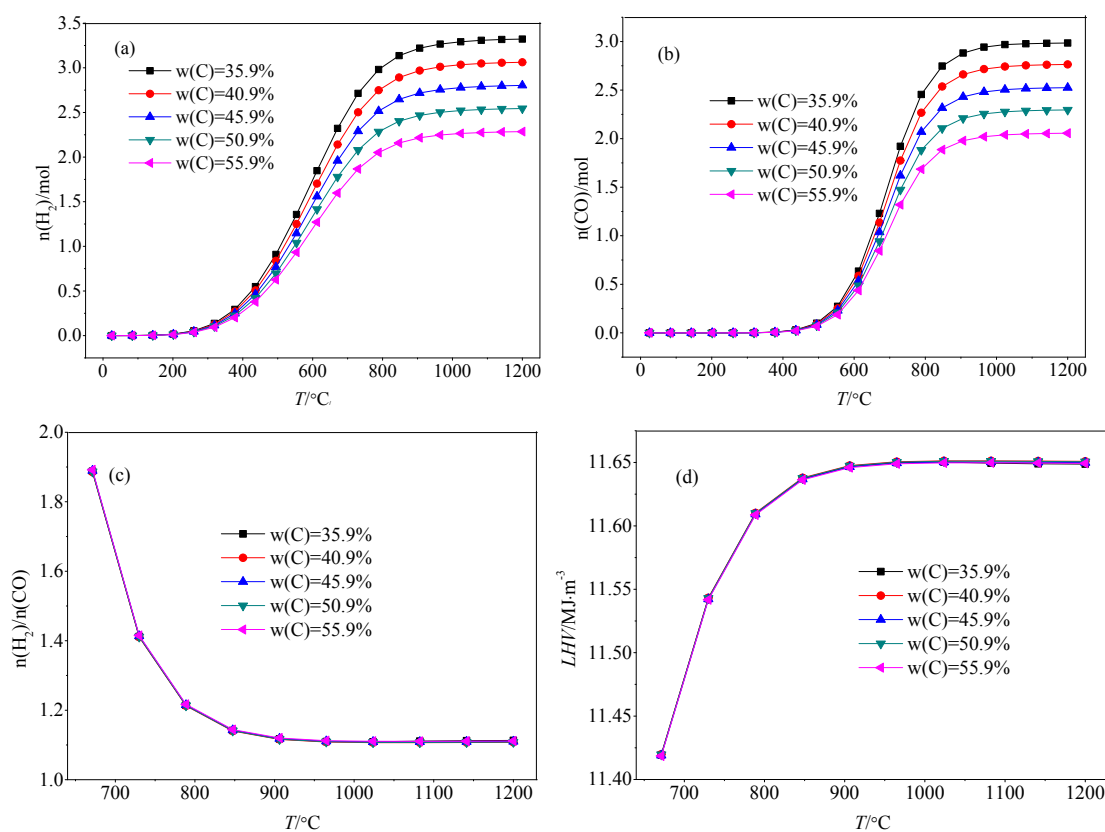 (a)
w(C)=35.9%
w(C)=40.9%
w(C)=45.9%
w(C)=50.9%
w(C)=55.9%
n(H₂)/mol
3.5
3.0
2.5
2.0
1.5
1.0
0.5
0.0
0 200 400 600 800 1000 1200
T/°C
(b)
w(C)=35.9%
w(C)=40.9%
w(C)=45.9%
w(C)=50.9%
w(C)=55.9%
n(CO)/mol
3.0
2.5
2.0
1.5
1.0
0.5
0.0
0 200 400 600 800 1000 1200
T/°C
(c)
w(C)=35.9%
w(C)=40.9%
w(C)=45.9%
w(C)=50.9%
w(C)=55.9%
n(H₂)/n(CO)
2.0
1.8
1.6
1.4
1.2
1.0
700 800 900 1000 1100 1200
T/°C
(d)
w(C)=35.9%
w(C)=40.9%
w(C)=45.9%
w(C)=50.9%
w(C)=55.9%
LHV/MJ·m⁻³
11.65
11.60
11.55
11.50
11.45
11.40
700 800 900 1000 1100 1200
T/°C